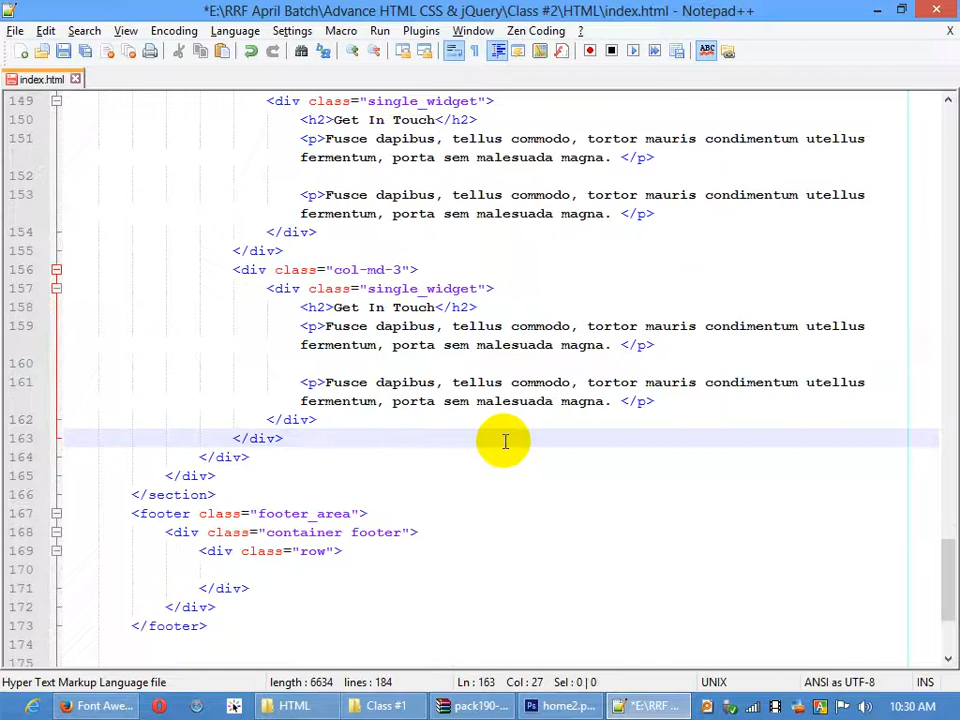 *E:\RRF April Batch\Advance HTML CSS & jQuery\Class #2\HTML\index.html - Notepad++
File Edit Search View Encoding Language Settings Macro Run Plugins Window Zen Coding ? X
index.html
149 <div class="single_widget">
150 <h2>Get In Touch</h2>
151 <p>Fusce dapibus, tellus commodo, tortor mauris condimentum utellus
fermentum, porta sem malesuada magna. </p>
152
153 <p>Fusce dapibus, tellus commodo, tortor mauris condimentum utellus
fermentum, porta sem malesuada magna. </p>
154 </div>
155 </div>
156 <div class="col-md-3">
157 <div class="single_widget">
158 <h2>Get In Touch</h2>
159 <p>Fusce dapibus, tellus commodo, tortor mauris condimentum utellus
fermentum, porta sem malesuada magna. </p>
160
161 <p>Fusce dapibus, tellus commodo, tortor mauris condimentum utellus
fermentum, porta sem malesuada magna. </p>
162 </div>
163 </div>
164 </div>
165 </div>
166 </section>
167 <footer class="footer_area">
168 <div class="container footer">
169 <div class="row">
170
171 </div>
172 </div>
173 </footer>
174
175
Hyper Text Markup Language file length : 6634 lines : 184 Ln : 163 Col : 27 Sel : 0 | 0 UNIX ANSI as UTF-8 INS
Font Awe... HTML Class #1 pack190-... home2.p... *E:\RRF ... 10:30 AM